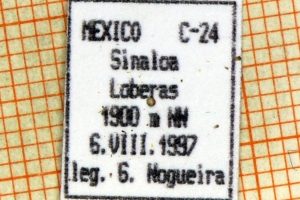 MEXICO C-24
Sinaloa
Loberas
1900 m NN
6.VIII.1997
leg. G. Nogueira